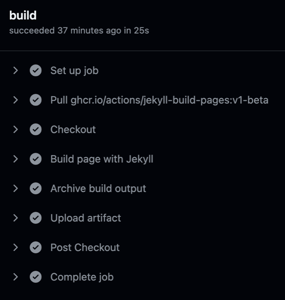 build
succeeded 37 minutes ago in 25s
Set up job
Pull ghcr.io/actions/jekyll-build-pages:v1-beta
Checkout
Build page with Jekyll
Archive build output
Upload artifact
Post Checkout
Complete job